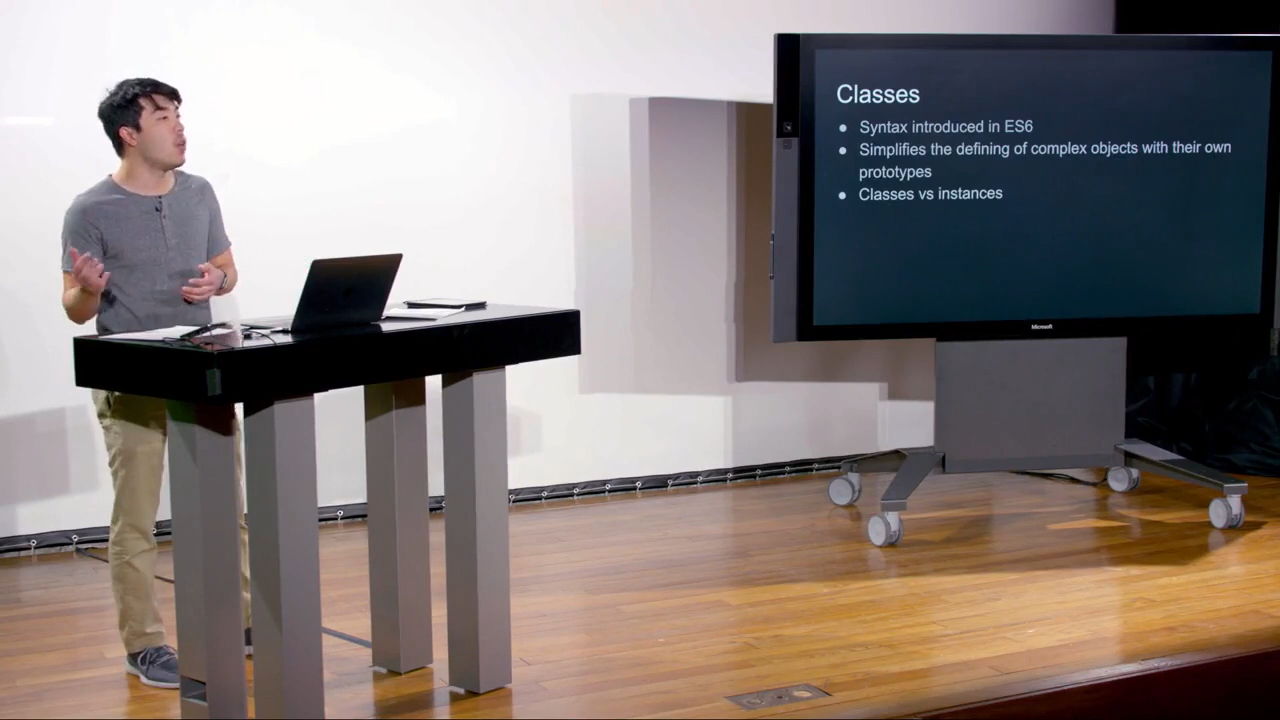 Classes
● Syntax introduced in ES6
● Simplifies the defining of complex objects with their own
prototypes
● Classes vs instances
Microsoft